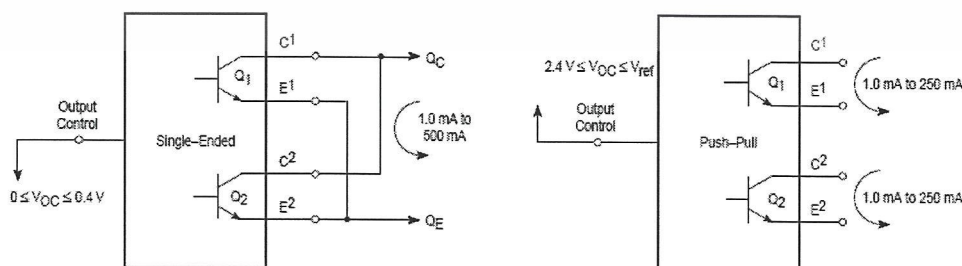 C1
QC
Q1
E1
Output
Control
1.0 mA to
500 mA
Single–Ended
C2
0 ≤ VOC ≤ 0.4 V
Q2
E2
QE
C1
2.4 V ≤ VOC ≤ Vref
Q1
1.0 mA to 250 mA
E1
Output
Control
Push–Pull
C2
Q2
1.0 mA to 250 mA
E2